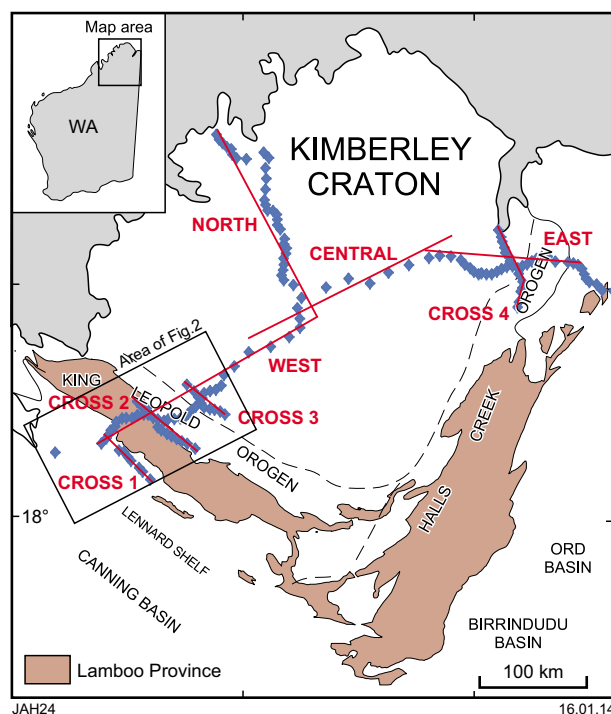 Map area
WA
KIMBERLEY
CRATON
NORTH
CENTRAL
EAST
OROGEN
CROSS 4
WEST
Area of Fig.2
KING
LEOPOLD
OROGEN
CROSS 2
CROSS 3
CROSS 1
HALLS
CREEK
18°
LENNARD SHELF
CANNING BASIN
ORD
BASIN
BIRRINDUDU
BASIN
Lamboo Province
100 km
JAH24
16.01.14